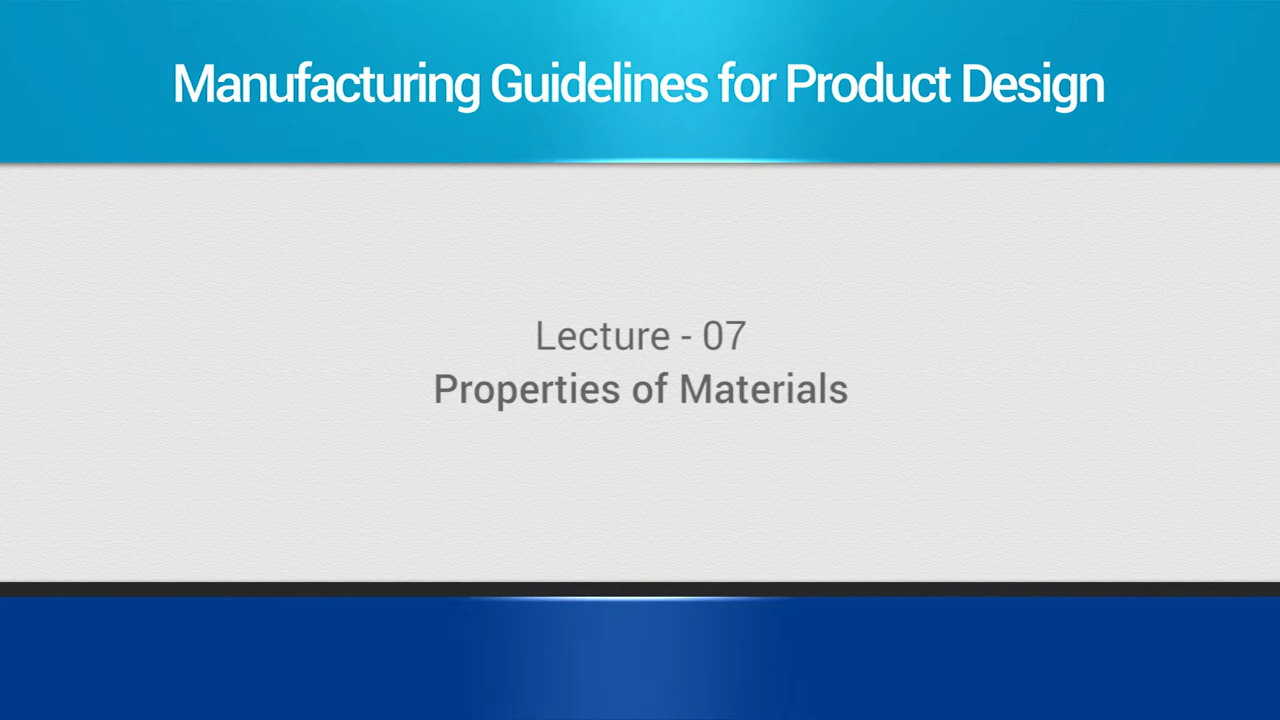 Manufacturing Guidelines for Product Design
Lecture - 07
Properties of Materials